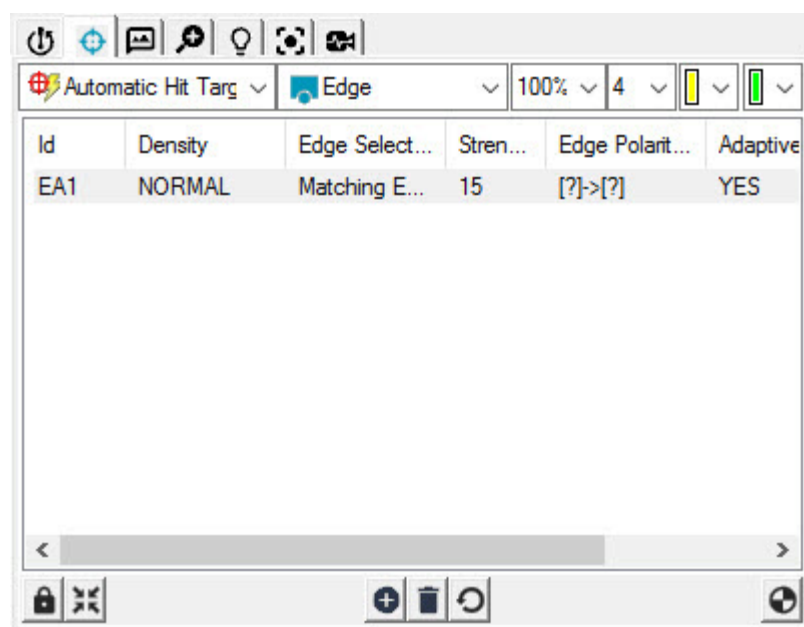 Automatic Hit Targ Edge 100% 4
Id Density Edge Select... Stren... Edge Polarit... Adaptive
EA1 NORMAL Matching E... 15 [?]->[?] YES